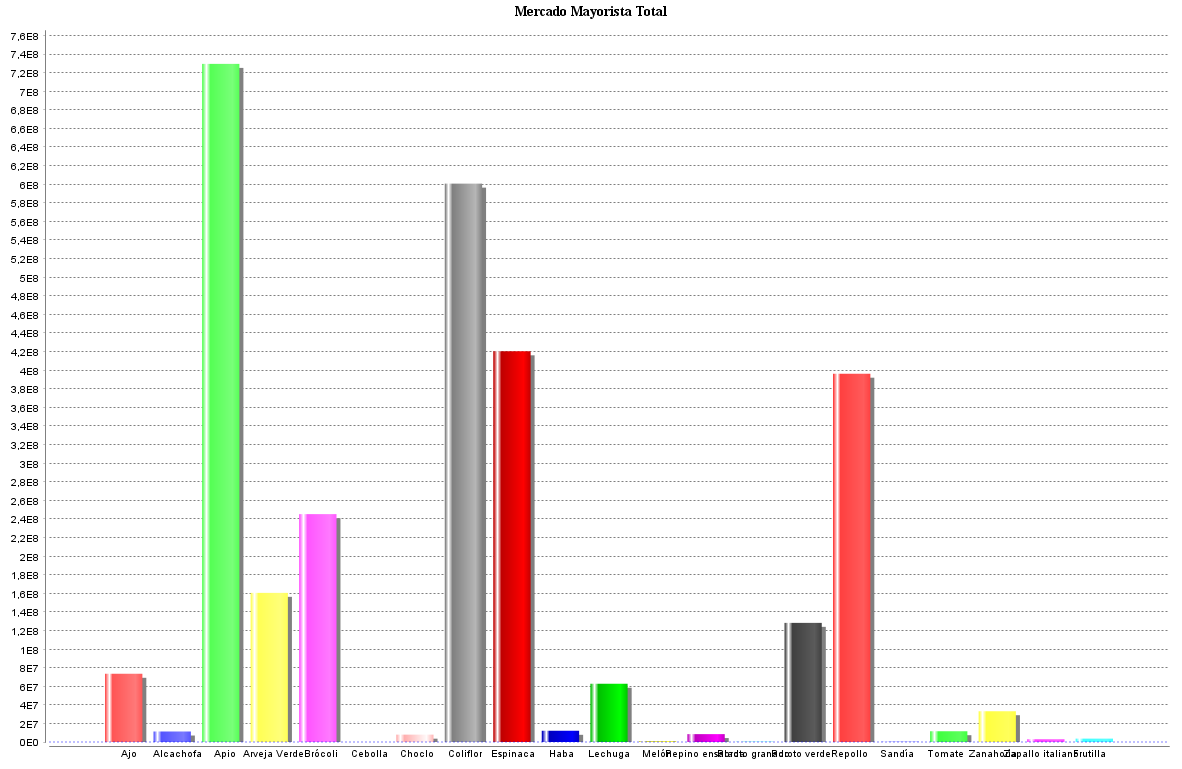 Mercado Mayorista Total
7,6E8
7,4E8
7,2E8
7E8
6,8E8
6,6E8
6,4E8
6,2E8
6E8
5,8E8
5,6E8
5,4E8
5,2E8
5E8
4,8E8
4,6E8
4,4E8
4,2E8
4E8
3,8E8
3,6E8
3,4E8
3,2E8
3E8
2,8E8
2,6E8
2,4E8
2,2E8
2E8
1,8E8
1,6E8
1,4E8
1,2E8
1E8
8E7
6E7
4E7
2E7
0E0
Ajo Alcachofa Apio Arveja Verde Brócoli Cebolla Choclo Coliflor Espinaca Haba Lechuga Melón Pepino ensalada Poroto granado Poroto verde Repollo Sandía Tomate Zanahoria Zapallo italiano Frutilla